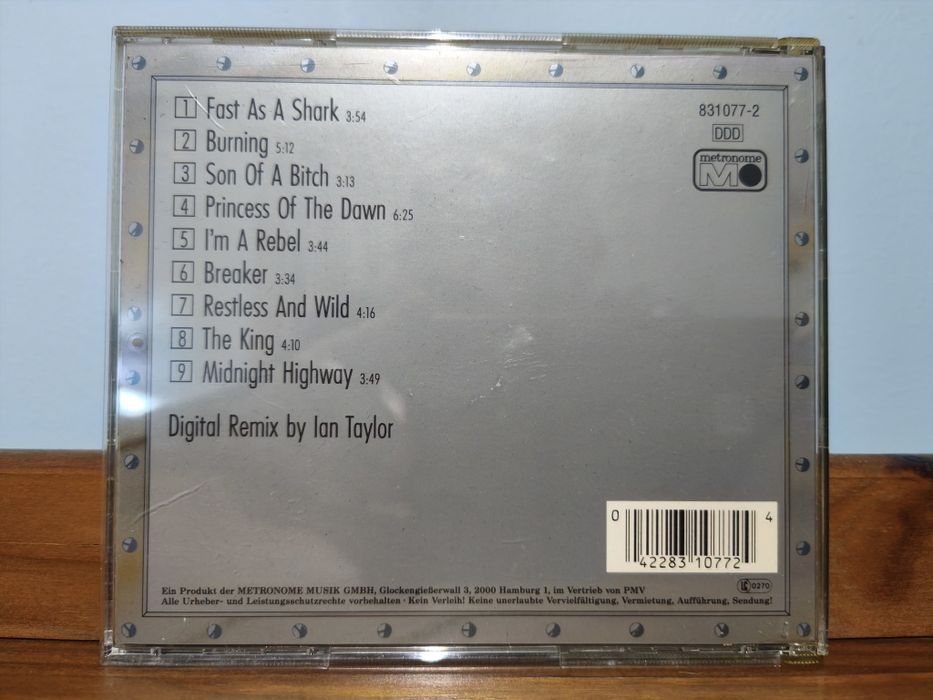 1 Fast As A Shark 3:54
2 Burning 5:12
3 Son Of A Bitch 3:13
4 Princess Of The Dawn 6:25
5 I'm A Rebel 3:44
6 Breaker 3:34
7 Restless And Wild 4:16
8 The King 4:10
9 Midnight Highway 3:49
Digital Remix by Ian Taylor
831077-2
DDD
metronome
MO
0 42283 10772 4
Ein Produkt der METRONOME MUSIK GMBH, Glockengießerwall 3, 2000 Hamburg 1, im Vertrieb von PMV
LC 0270
Alle Urheber- und Leistungsschutzrechte vorbehalten · Kein Verleih! Keine unerlaubte Vervielfältigung, Vermietung, Aufführung, Sendung!